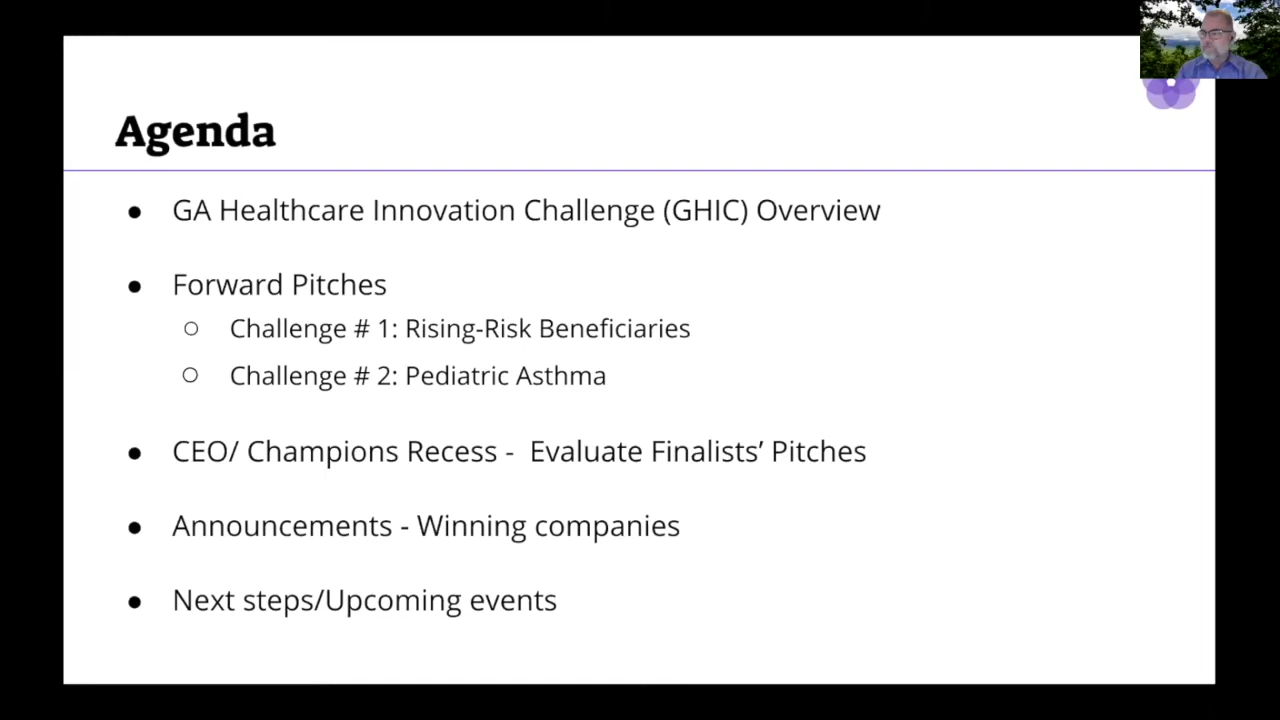 Agenda
● GA Healthcare Innovation Challenge (GHIC) Overview
● Forward Pitches
○ Challenge # 1: Rising-Risk Beneficiaries
○ Challenge # 2: Pediatric Asthma
● CEO/ Champions Recess -  Evaluate Finalists’ Pitches
● Announcements - Winning companies
● Next steps/Upcoming events